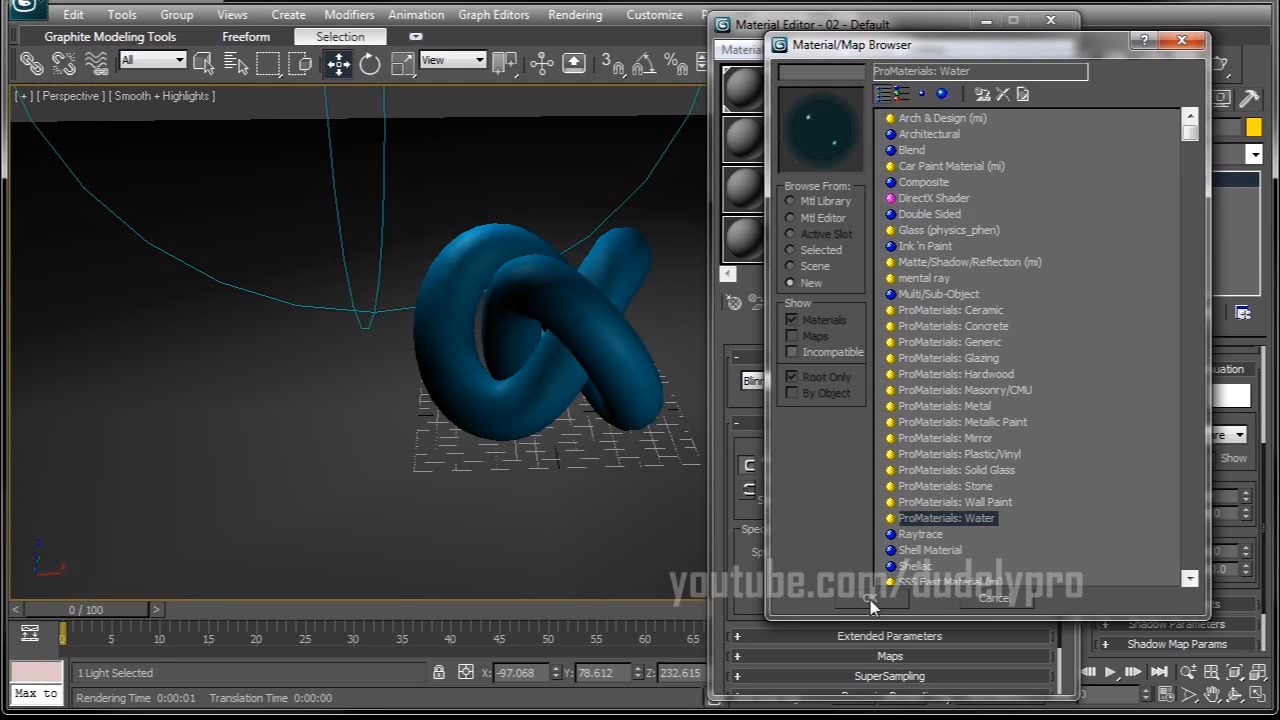 Edit Tools Group Views Create Modifiers Animation Graph Editors Rendering Customize
Material Editor - 02 - Default
Graphite Modeling Tools Freeform Selection
Material/Map Browser
All
View
ProMaterials: Water
[ + ] [ Perspective ] [ Smooth + Highlights ]
Arch & Design (mi)
Architectural
Blend
Car Paint Material (mi)
Composite
DirectX Shader
Double Sided
Glass (physics_phen)
Ink 'n Paint
Matte/Shadow/Reflection (mi)
mental ray
Multi/Sub-Object
ProMaterials: Ceramic
ProMaterials: Concrete
ProMaterials: Generic
ProMaterials: Glazing
ProMaterials: Hardwood
ProMaterials: Masonry/CMU
ProMaterials: Metal
ProMaterials: Metallic Paint
ProMaterials: Mirror
ProMaterials: Plastic/Vinyl
ProMaterials: Solid Glass
ProMaterials: Stone
ProMaterials: Wall Paint
ProMaterials: Water
Raytrace
Shell Material
Shellac
SSS Fast Material (mi)
Browse From:
Mtl Library
Mtl Editor
Active Slot
Selected
Scene
New
Show
Materials
Maps
Incompatible
Root Only
By Object
OK
Cancel
Show
youtube.com/dudelypro
Extended Parameters
Maps
SuperSampling
Shadow Parameters
Shadow Map Params
0 / 100
0 5 10 15 20 25 30 35 40 45 50 55 60 65
1 Light Selected
X: -97.068 Y: 78.612 Z: 232.615
Max to
Rendering Time 0:00:01 Translation Time 0:00:00